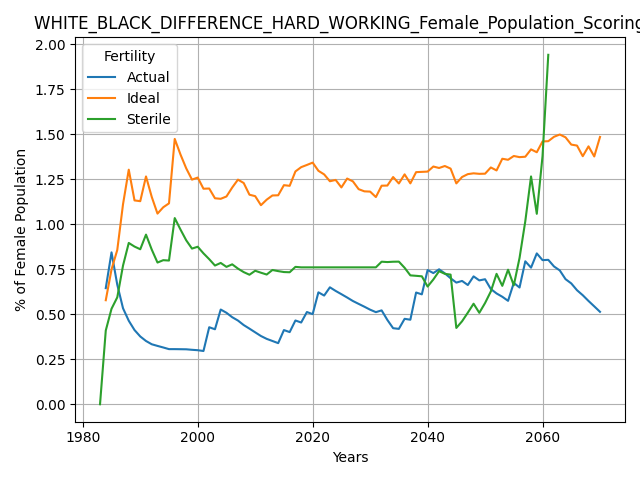 WHITE_BLACK_DIFFERENCE_HARD_WORKING_Female_Population_Scoring
2.00
1.75
1.50
1.25
1.00
0.75
0.50
0.25
0.00
% of Female Population
Fertility
Actual
Ideal
Sterile
1980
2000
2020
2040
2060
Years